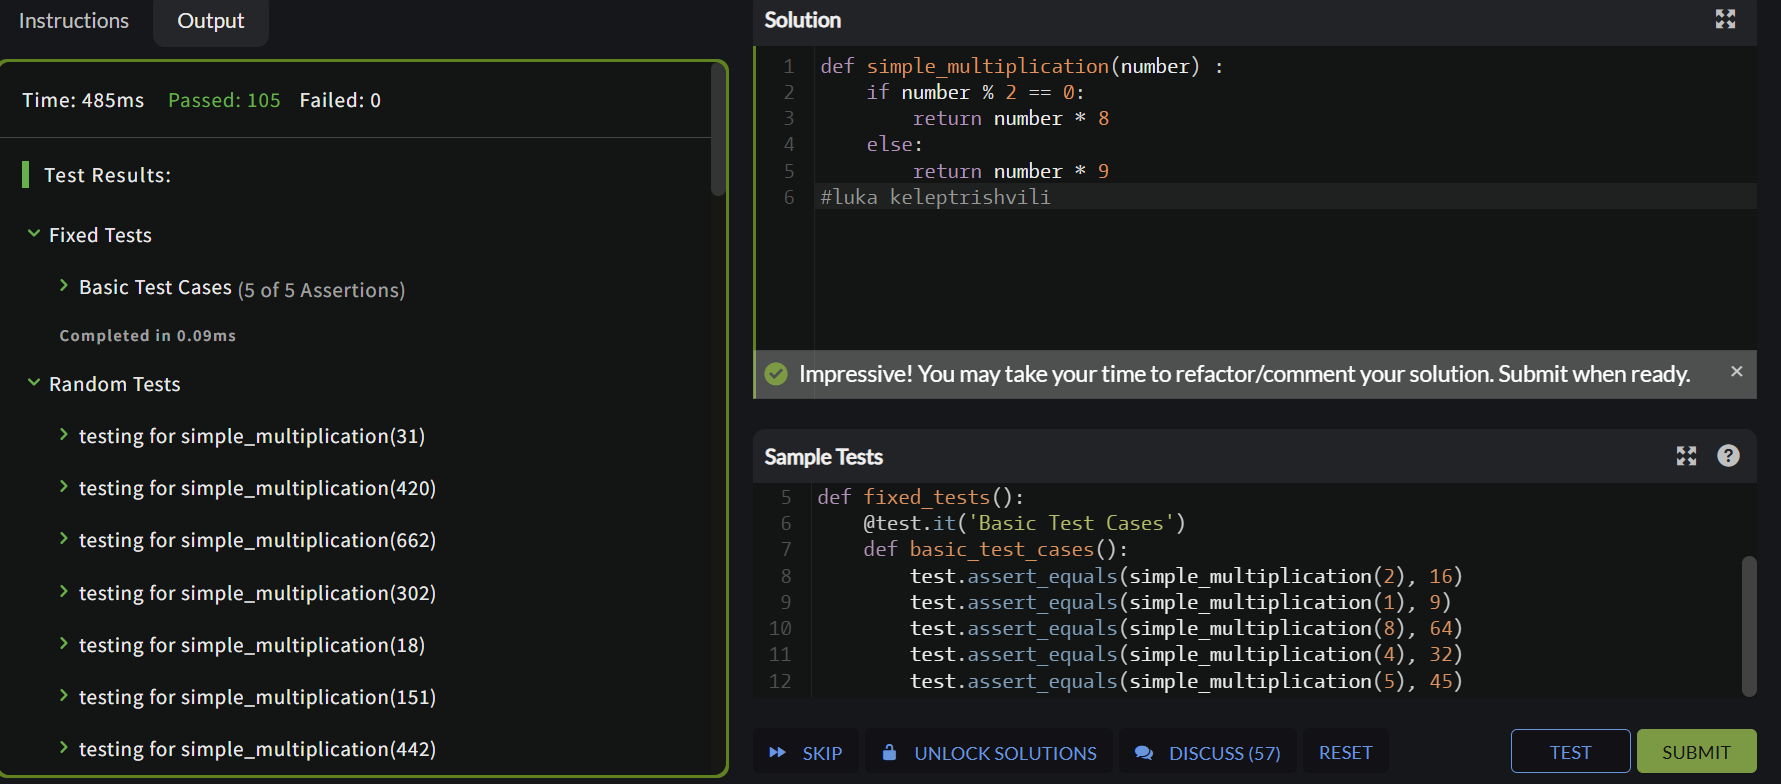 Instructions
Output
Time: 485ms Passed: 105 Failed: 0
Test Results:
Fixed Tests
Basic Test Cases (5 of 5 Assertions)
Completed in 0.09ms
Random Tests
testing for simple_multiplication(31)
testing for simple_multiplication(420)
testing for simple_multiplication(662)
testing for simple_multiplication(302)
testing for simple_multiplication(18)
testing for simple_multiplication(151)
testing for simple_multiplication(442)
Solution
1 def simple_multiplication(number) :
2     if number % 2 == 0:
3         return number * 8
4     else:
5         return number * 9
6 #luka keleptrishvili
Impressive! You may take your time to refactor/comment your solution. Submit when ready. ×
Sample Tests ?
5 def fixed_tests():
6     @test.it('Basic Test Cases')
7     def basic_test_cases():
8         test.assert_equals(simple_multiplication(2), 16)
9         test.assert_equals(simple_multiplication(1), 9)
10         test.assert_equals(simple_multiplication(8), 64)
11         test.assert_equals(simple_multiplication(4), 32)
12         test.assert_equals(simple_multiplication(5), 45)
SKIP UNLOCK SOLUTIONS DISCUSS (57) RESET TEST SUBMIT